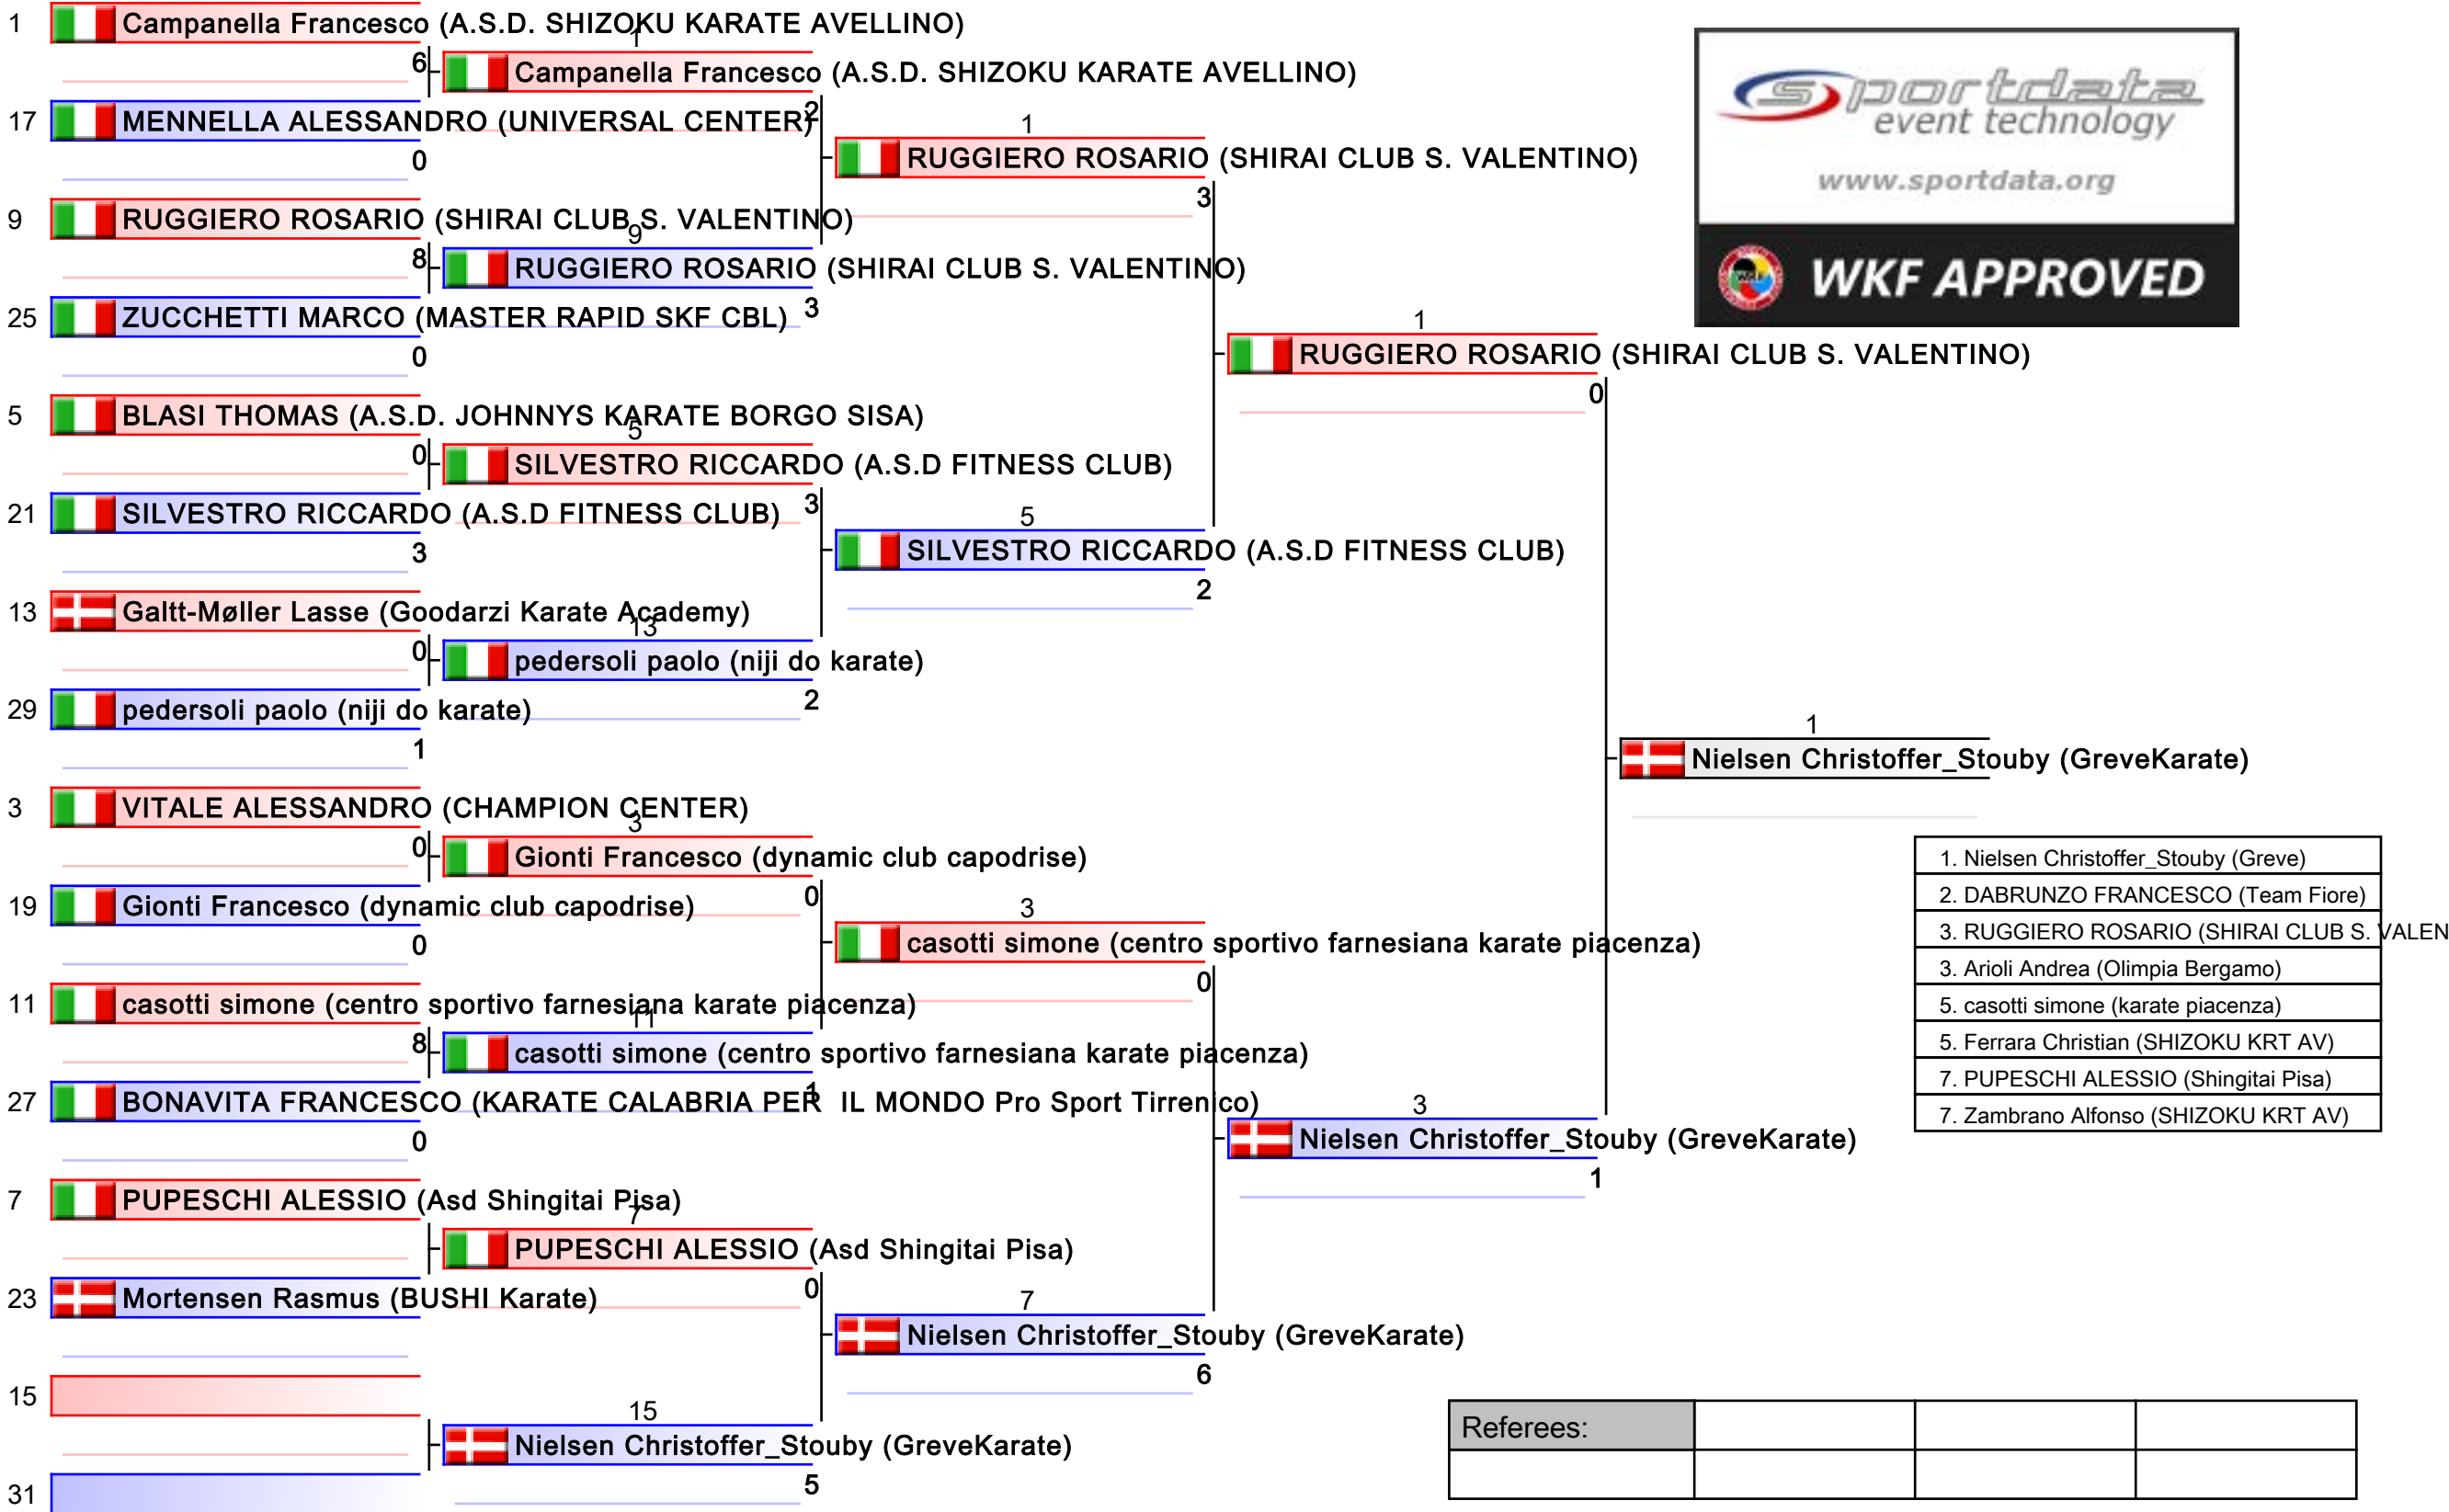 1 Campanella Francesco (A.S.D. SHIZOKU KARATE AVELLINO)
6
17 MENNELLA ALESSANDRO (UNIVERSAL CENTER)
0
9 RUGGIERO ROSARIO (SHIRAI CLUB S. VALENTINO)
8
25 ZUCCHETTI MARCO (MASTER RAPID SKF CBL)
0
5 BLASI THOMAS (A.S.D. JOHNNYS KARATE BORGO SISA)
0
21 SILVESTRO RICCARDO (A.S.D FITNESS CLUB)
3
13 Galtt-Møller Lasse (Goodarzi Karate Academy)
0
29 pedersoli paolo (niji do karate)
1
3 VITALE ALESSANDRO (CHAMPION CENTER)
0
19 Gionti Francesco (dynamic club capodrise)
0
11 casotti simone (centro sportivo farnesiana karate piacenza)
8
27 BONAVITA FRANCESCO (KARATE CALABRIA PER IL MONDO Pro Sport Tirrenico)
0
7 PUPESCHI ALESSIO (Asd Shingitai Pisa)
23 Mortensen Rasmus (BUSHI Karate)
15
31
1
Campanella Francesco (A.S.D. SHIZOKU KARATE AVELLINO)
2
9
RUGGIERO ROSARIO (SHIRAI CLUB S. VALENTINO)
3
5
SILVESTRO RICCARDO (A.S.D FITNESS CLUB)
3
13
pedersoli paolo (niji do karate)
2
3
Gionti Francesco (dynamic club capodrise)
0
11
casotti simone (centro sportivo farnesiana karate piacenza)
1
7
PUPESCHI ALESSIO (Asd Shingitai Pisa)
0
15
Nielsen Christoffer_Stouby (GreveKarate)
5
1
RUGGIERO ROSARIO (SHIRAI CLUB S. VALENTINO)
3
5
SILVESTRO RICCARDO (A.S.D FITNESS CLUB)
2
3
casotti simone (centro sportivo farnesiana karate piacenza)
0
7
Nielsen Christoffer_Stouby (GreveKarate)
6
1
RUGGIERO ROSARIO (SHIRAI CLUB S. VALENTINO)
0
3
Nielsen Christoffer_Stouby (GreveKarate)
1
1
Nielsen Christoffer_Stouby (GreveKarate)
sportdata
event technology
www.sportdata.org
WKF APPROVED
1. Nielsen Christoffer_Stouby (Greve)
2. DABRUNZO FRANCESCO (Team Fiore)
3. RUGGIERO ROSARIO (SHIRAI CLUB S. VALEN
3. Arioli Andrea (Olimpia Bergamo)
5. casotti simone (karate piacenza)
5. Ferrara Christian (SHIZOKU KRT AV)
7. PUPESCHI ALESSIO (Shingitai Pisa)
7. Zambrano Alfonso (SHIZOKU KRT AV)
Referees: